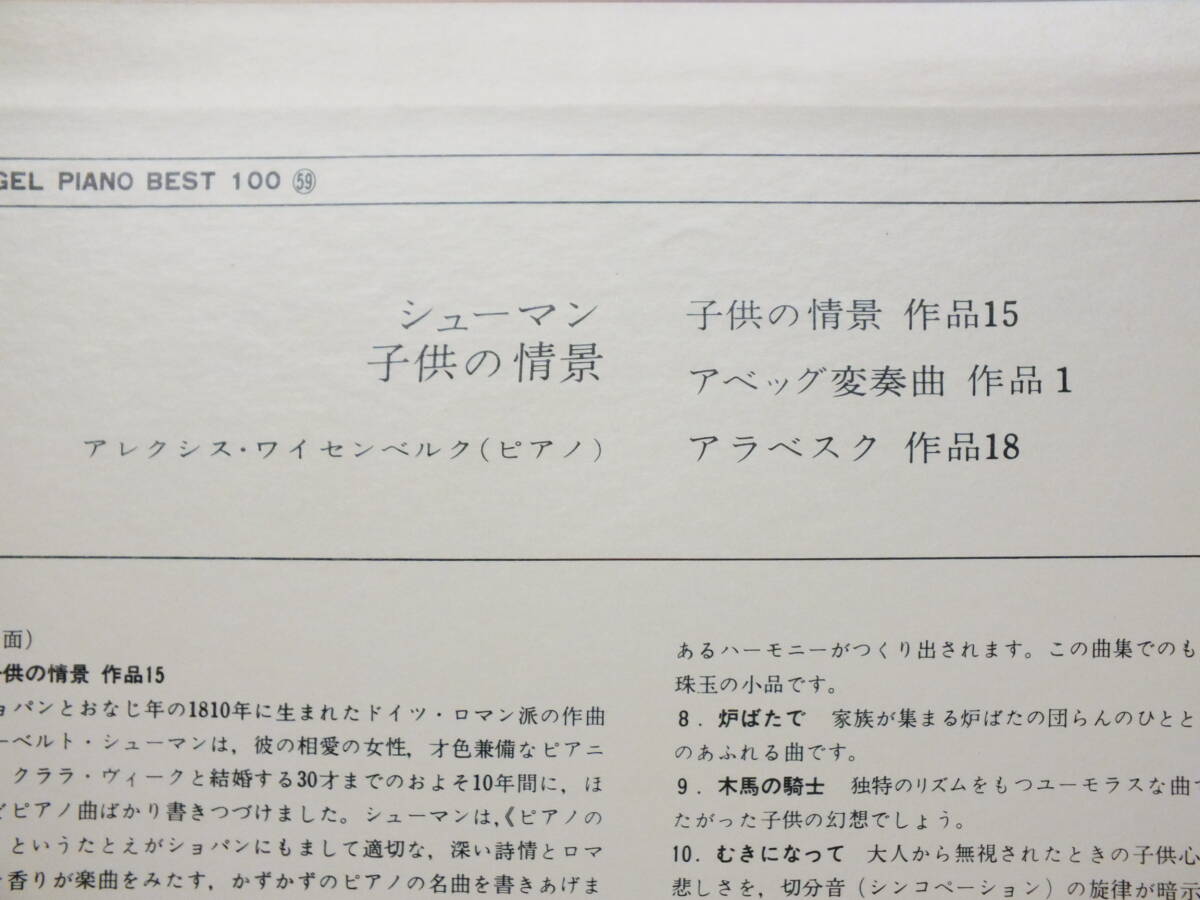 GEL PIANO BEST 100 ㊾
シューマン
子供の情景
アレクシス・ワイセンベルク(ピアノ)
子供の情景 作品15
アベッグ変奏曲 作品1
アラベスク 作品18
面)
供の情景 作品15
ョパンとおなじ年の1810年に生まれたドイツ・ロマン派の作曲
ーベルト・シューマンは，彼の相愛の女性，才色兼備なピアニ
クララ・ヴィークと結婚する30才までのおよそ10年間に，ほ
どピアノ曲ばかり書きつづけました。シューマンは，《ピアノの
というたとえがショパンにもまして適切な，深い詩情とロマ
香りが楽曲をみたす，かずかずのピアノの名曲を書きあげま
あるハーモニーがつくり出されます。この曲集でのも
珠玉の小品です。
8．炉ばたで　家族が集まる炉ばたの団らんのひとと
のあふれる曲です。
9．木馬の騎士　独特のリズムをもつユーモラスな曲で
たがった子供の幻想でしょう。
10．むきになって　大人から無視されたときの子供心
悲しさを，切分音（シンコペーション）の旋律が暗示